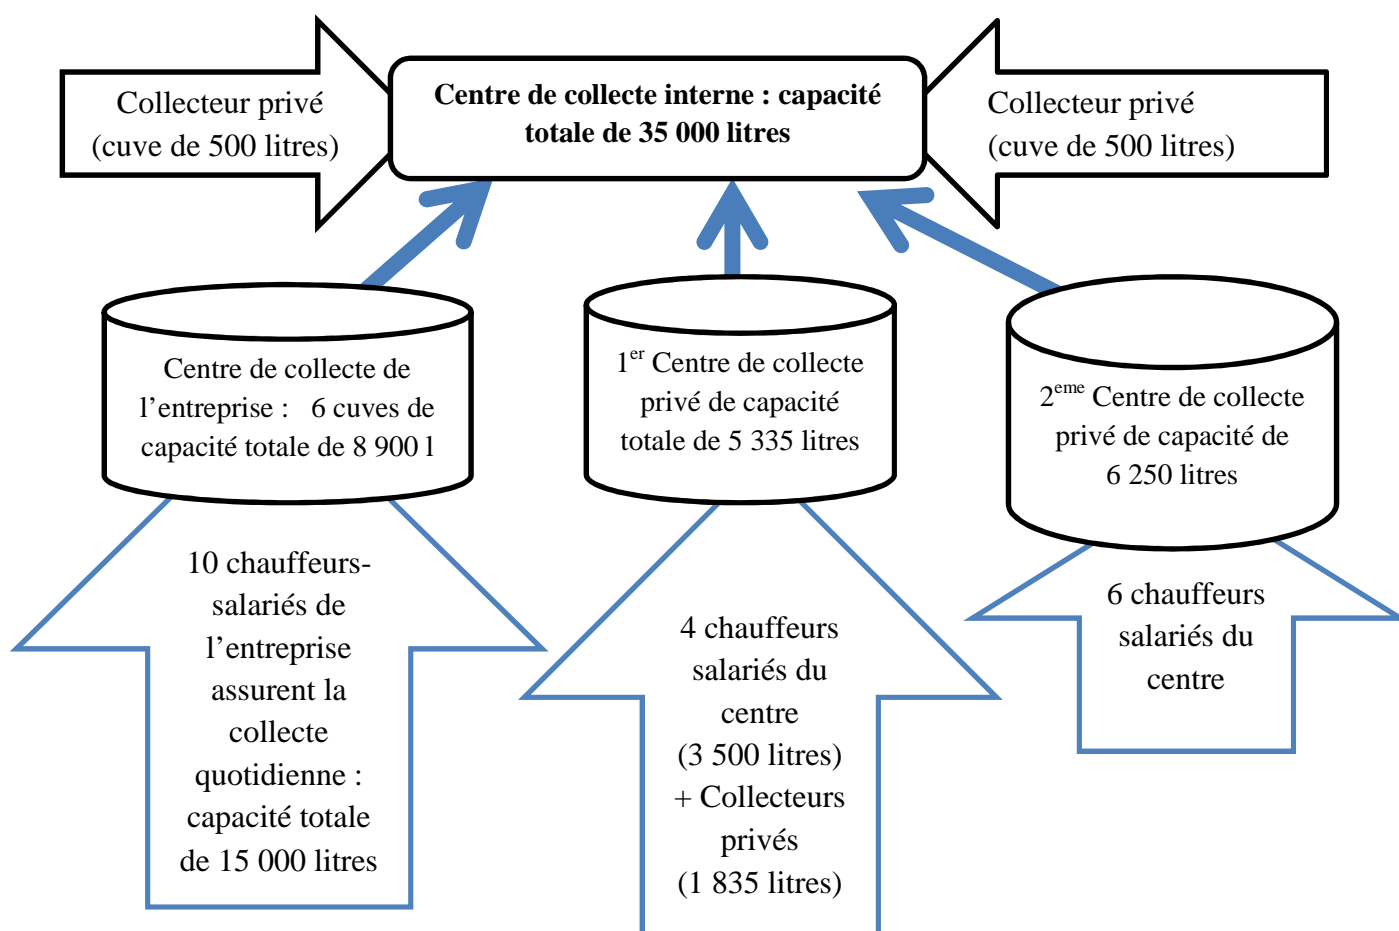 Collecteur privé
(cuve de 500 litres)
Centre de collecte interne : capacité
totale de 35 000 litres
Collecteur privé
(cuve de 500 litres)
Centre de collecte de
l’entreprise : 6 cuves de
capacité totale de 8 900 l
1er Centre de collecte
privé de capacité
totale de 5 335 litres
2eme Centre de collecte
privé de capacité de
6 250 litres
10 chauffeurs-
salariés de
l’entreprise
assurent la
collecte
quotidienne :
capacité totale
de 15 000 litres
4 chauffeurs
salariés du
centre
(3 500 litres)
+ Collecteurs
privés
(1 835 litres)
6 chauffeurs
salariés du
centre